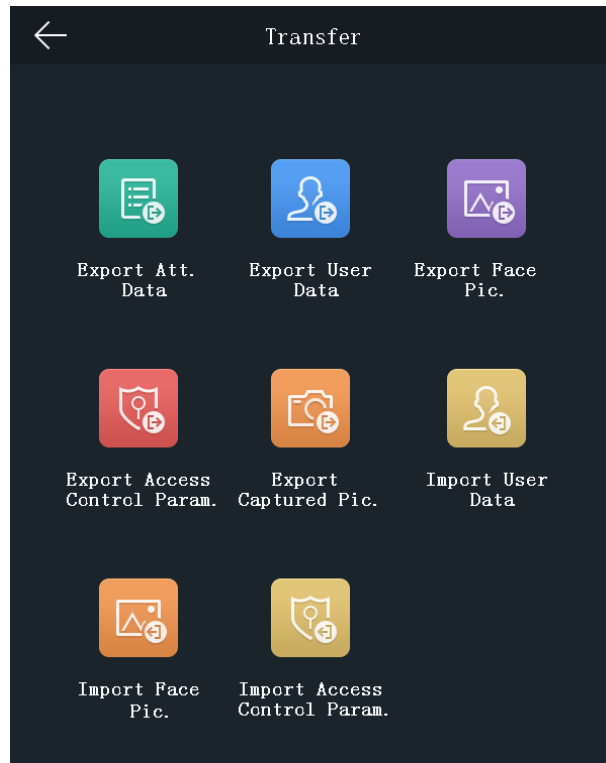 Transfer
Export Att.
Data
Export User
Data
Export Face
Pic.
Export Access
Control Param.
Export
Captured Pic.
Import User
Data
Import Face
Pic.
Import Access
Control Param.